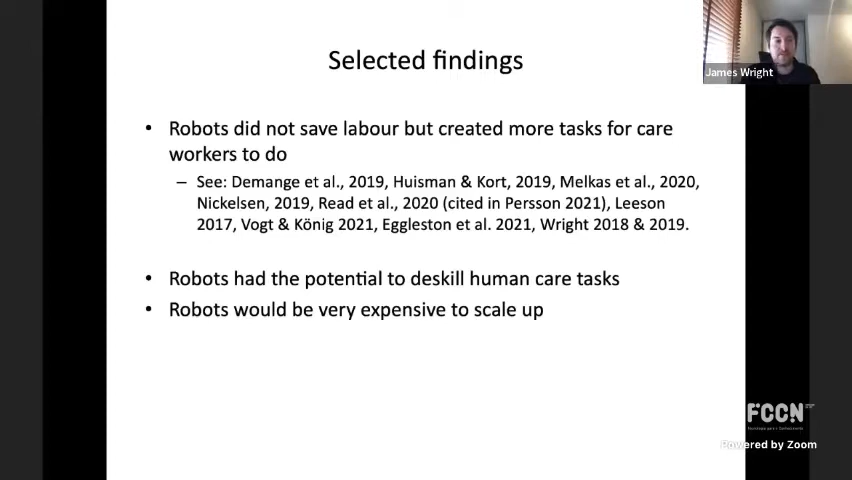 Selected findings
James Wright
• Robots did not save labour but created more tasks for care
workers to do
– See: Demange et al., 2019, Huisman & Kort, 2019, Melkas et al., 2020,
Nickelsen, 2019, Read et al., 2020 (cited in Persson 2021), Leeson
2017, Vogt & König 2021, Eggleston et al. 2021, Wright 2018 & 2019.
• Robots had the potential to deskill human care tasks
• Robots would be very expensive to scale up
FCCN
Powered by Zoom